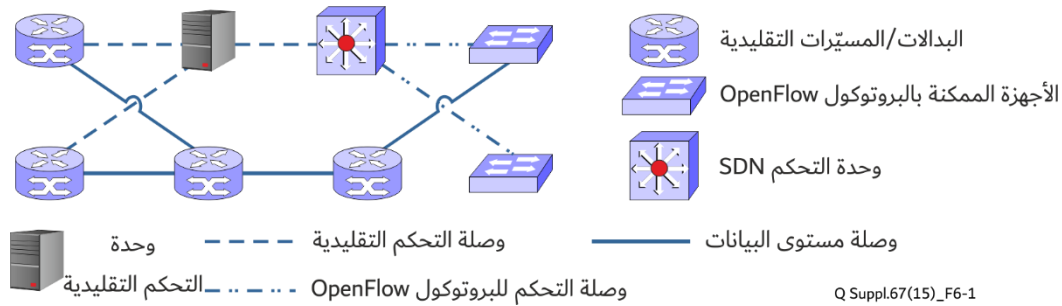 البدالات/المسيّرات التقليدية
الأجهزة الممكنة بالبروتوكول OpenFlow
وحدة التحكم SDN
وصلة مستوى البيانات
وصلة التحكم التقليدية
وحدة
التحكم التقليدية
وصلة التحكم للبروتوكول OpenFlow
Q Suppl.67(15)_F6-1